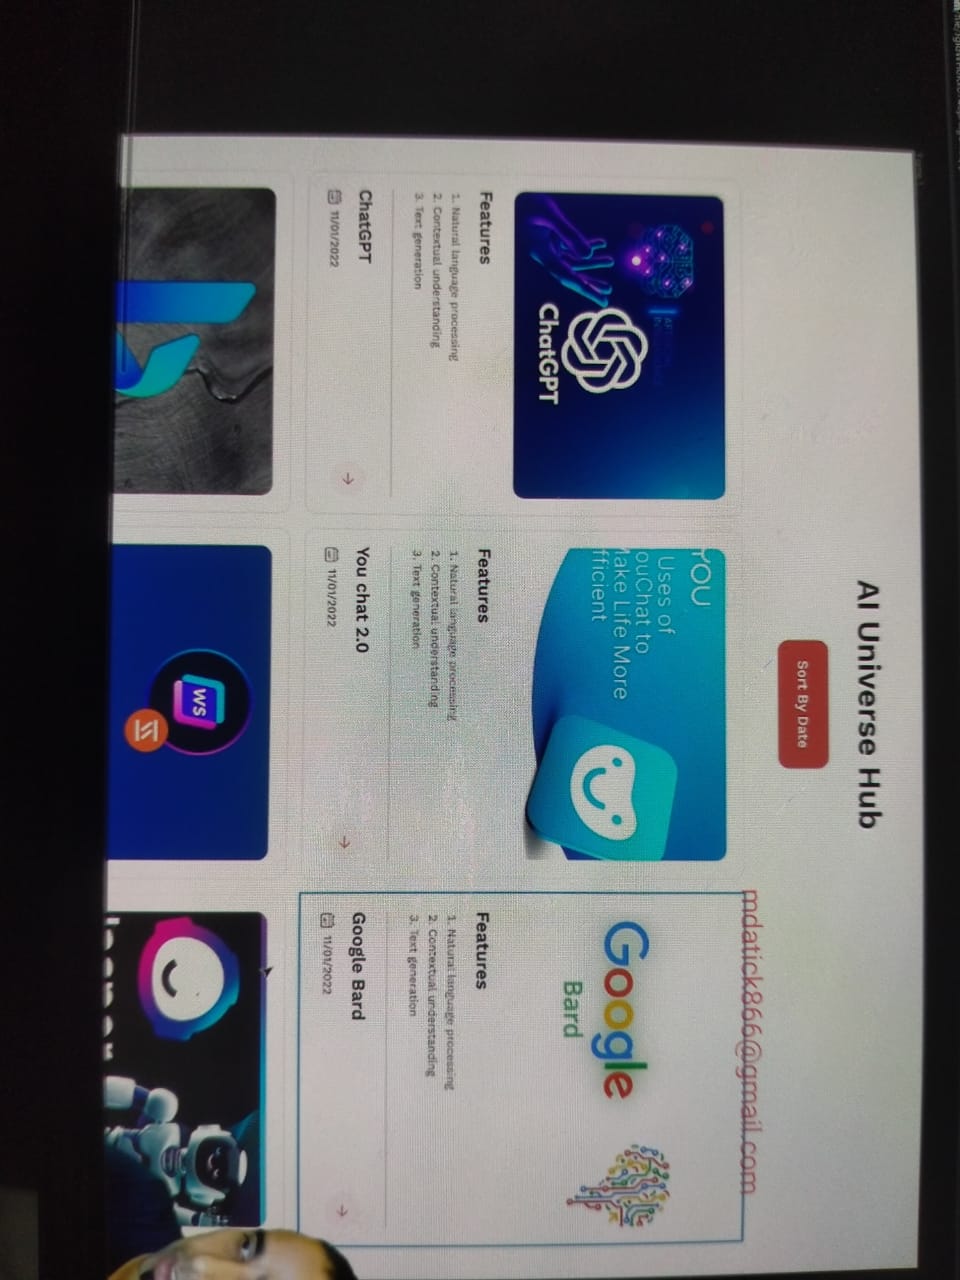 AI Universe Hub
Sort By Date
mdatick866@gmail.com
ChatGPT
YOU
Uses of
ouChat to
Make Life More
fficient
Google
Bard
Features
1. Natural language processing
2. Contextual understanding
3. Text generation
ChatGPT
11/01/2022
Features
1. Natural language processing
2. Contextual understanding
3. Text generation
You chat 2.0
11/01/2022
Features
1. Natural language processing
2. Contextual understanding
3. Text generation
Google Bard
11/01/2022
WS